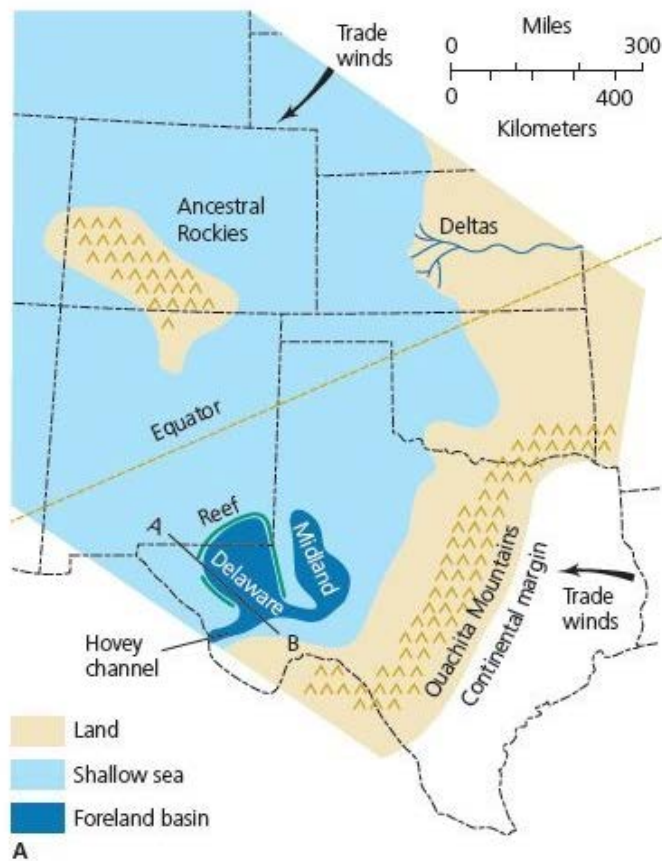 Trade
winds
Miles
0 300
0 400
Kilometers
Ancestral
Rockies
Deltas
Equator
A
Reef
Delaware
Midland
Hovey
channel
B
Ouachita Mountains
Continental margin
Trade
winds
Land
Shallow sea
Foreland basin
A